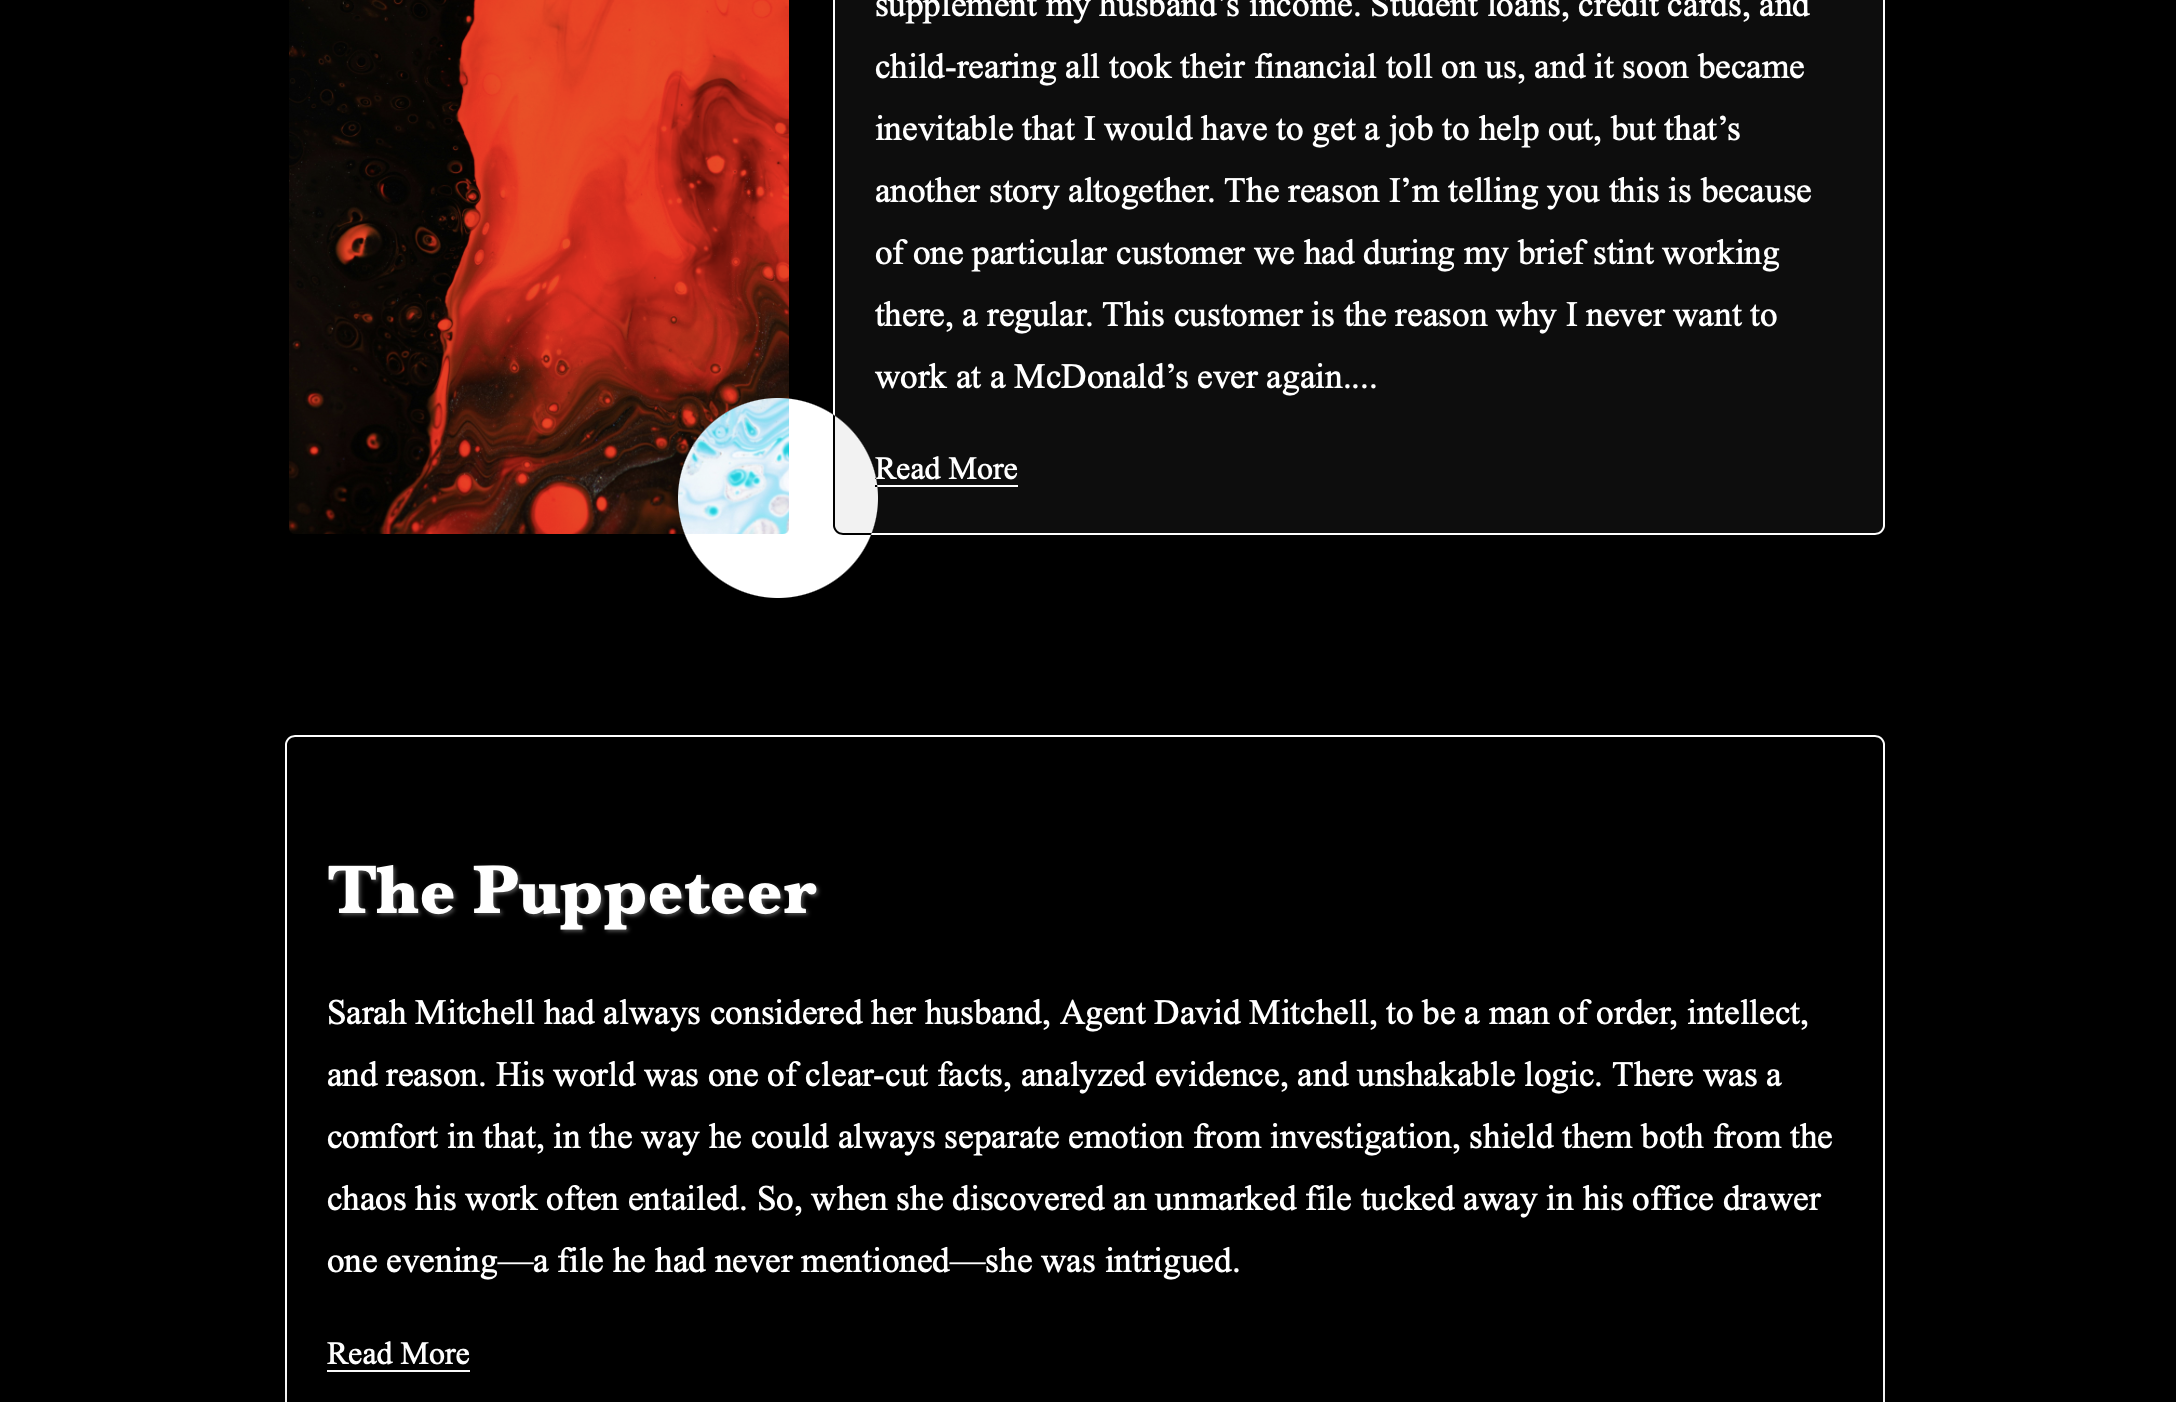 supplement my husband’s income. Student loans, credit cards, and
child-rearing all took their financial toll on us, and it soon became
inevitable that I would have to get a job to help out, but that’s
another story altogether. The reason I’m telling you this is because
of one particular customer we had during my brief stint working
there, a regular. This customer is the reason why I never want to
work at a McDonald’s ever again....
Read More
The Puppeteer
Sarah Mitchell had always considered her husband, Agent David Mitchell, to be a man of order, intellect,
and reason. His world was one of clear-cut facts, analyzed evidence, and unshakable logic. There was a
comfort in that, in the way he could always separate emotion from investigation, shield them both from the
chaos his work often entailed. So, when she discovered an unmarked file tucked away in his office drawer
one evening—a file he had never mentioned—she was intrigued.
Read More